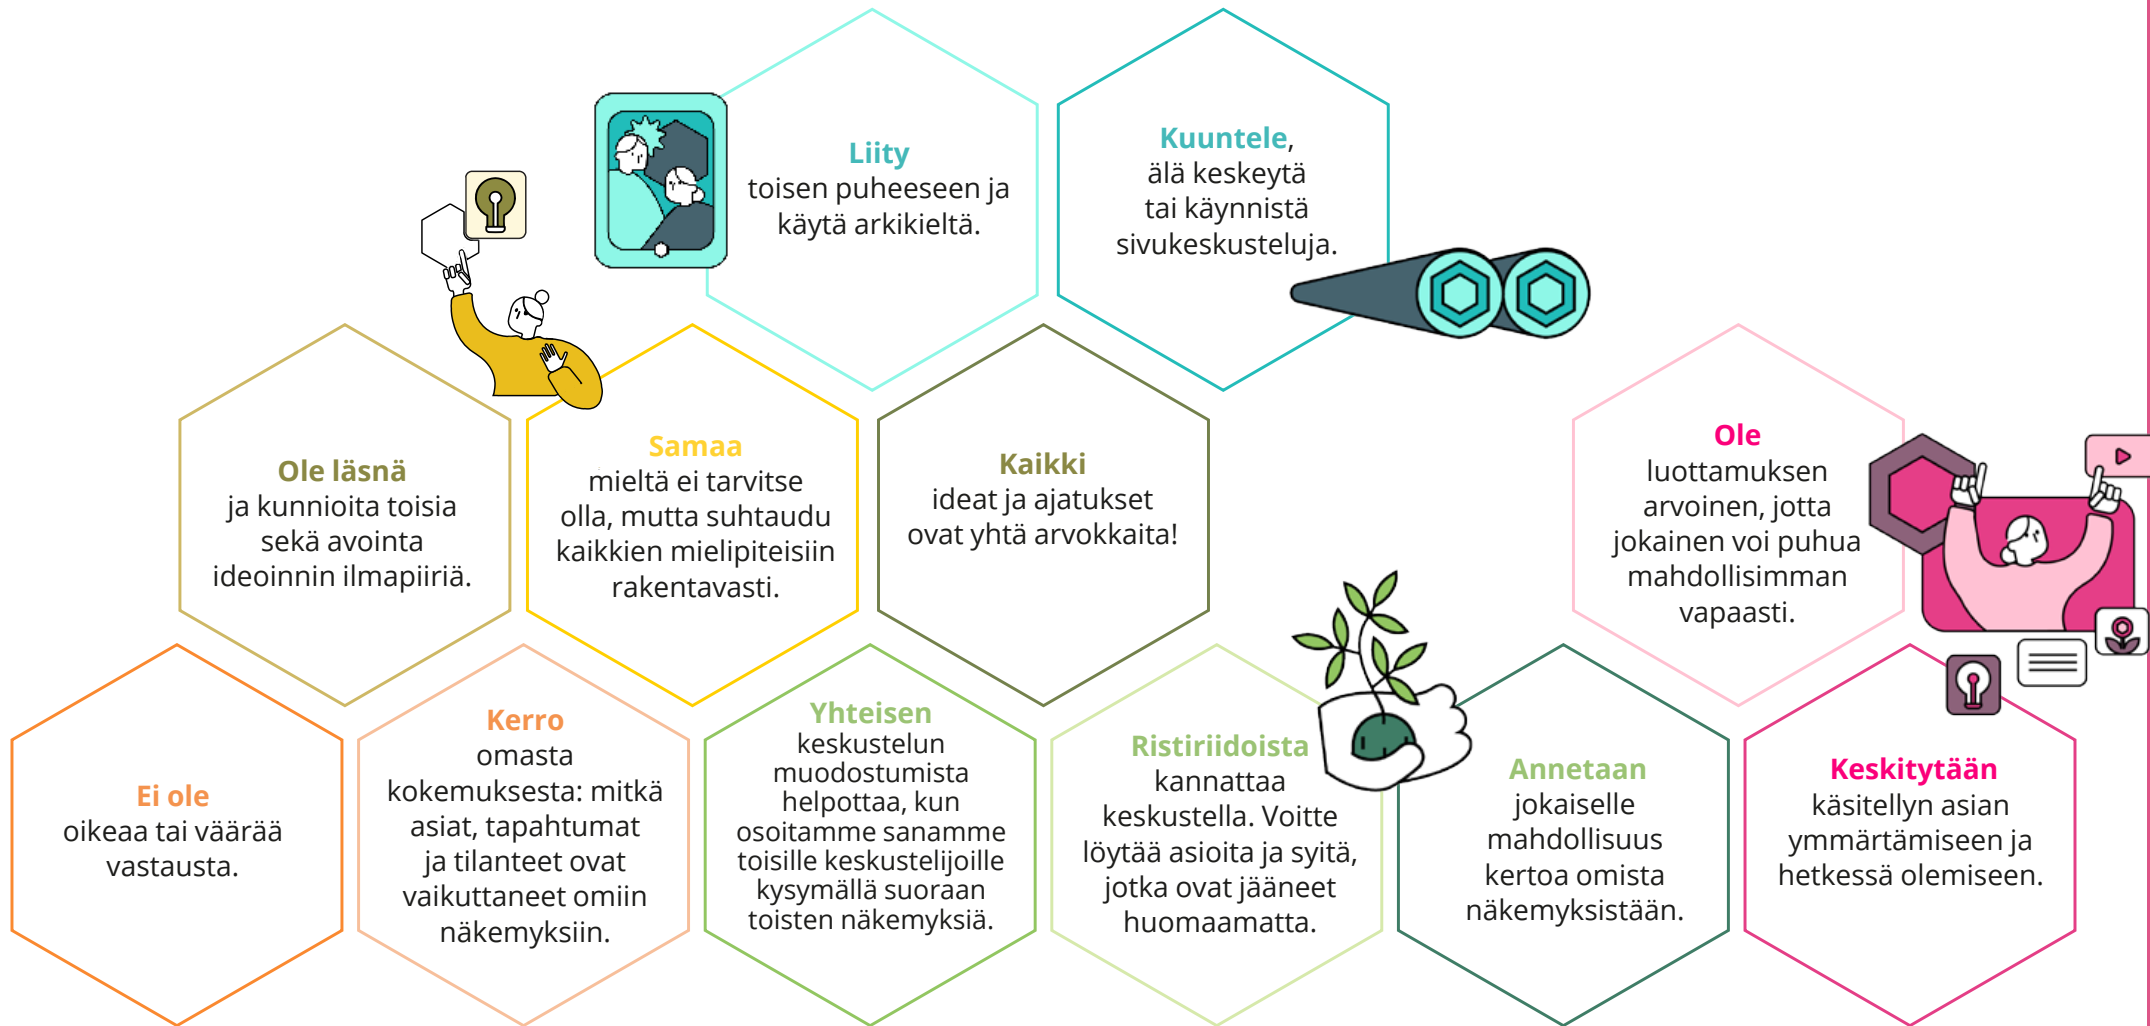 Liity
toisen puheeseen ja
käytä arkikieltä.
Kuuntele,
älä keskeytä
tai käynnistä
sivukeskusteluja.
Ole läsnä
ja kunnioita toisia
sekä avointa
ideoinnin ilmapiiriä.
Samaa
mieltä ei tarvitse
olla, mutta suhtaudu
kaikkien mielipiteisiin
rakentavasti.
Kaikki
ideat ja ajatukset
ovat yhtä arvokkaita!
Ole
luottamuksen
arvoinen, jotta
jokainen voi puhua
mahdollisimman
vapaasti.
Ei ole
oikeaa tai väärää
vastausta.
Kerro
omasta
kokemuksesta: mitkä
asiat, tapahtumat
ja tilanteet ovat
vaikuttaneet omiin
näkemyksiin.
Yhteisen
keskustelun
muodostumista
helpottaa, kun
osoitamme sanamme
toisille keskustelijoille
kysymällä suoraan
toisten näkemyksiä.
Ristiriidoista
kannattaa
keskustella. Voitte
löytää asioita ja syitä,
jotka ovat jääneet
huomaamatta.
Annetaan
jokaiselle
mahdollisuus
kertoa omista
näkemyksistään.
Keskitytään
käsitellyn asian
ymmärtämiseen ja
hetkessä olemiseen.